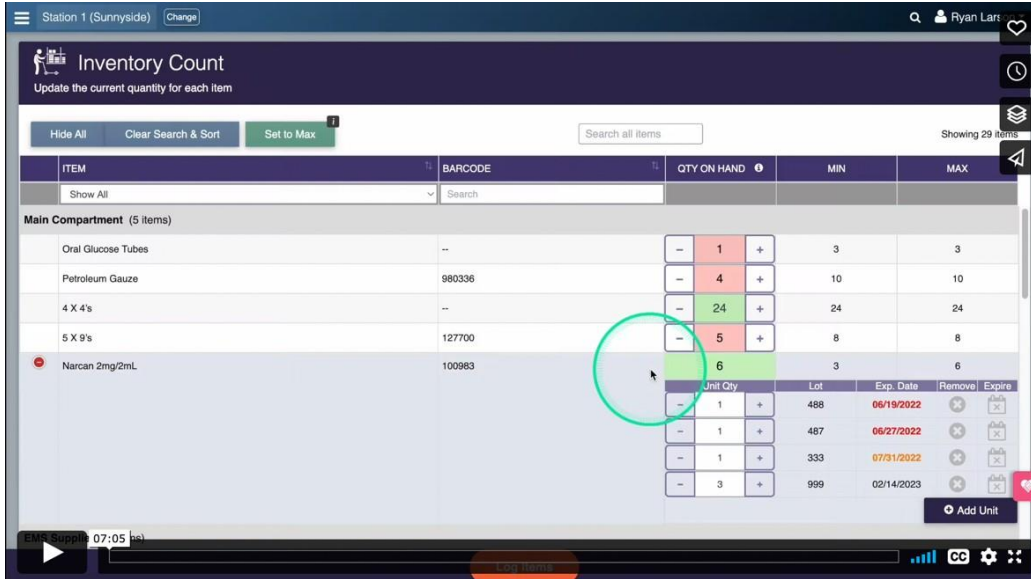 Station 1 (Sunnyside) Change Ryan Larson
Inventory Count
Update the current quantity for each item
Hide All Clear Search & Sort Set to Max i Search all items Showing 29 items
ITEM BARCODE QTY ON HAND MIN MAX
Show All Search
Main Compartment (5 items)
Oral Glucose Tubes -- − 1 + 3 3
Petroleum Gauze 980336 − 4 + 10 10
4 X 4's -- − 24 + 24 24
5 X 9's 127700 − 5 + 8 8
Narcan 2mg/2mL 100983 6 3 6
Unit Qty Lot Exp. Date Remove Expire
− 1 + 488 06/19/2022
− 1 + 487 06/27/2022
− 1 + 333 07/31/2022
− 3 + 999 02/14/2023
Add Unit
EMS Supplie
07:05
CC
Log Items